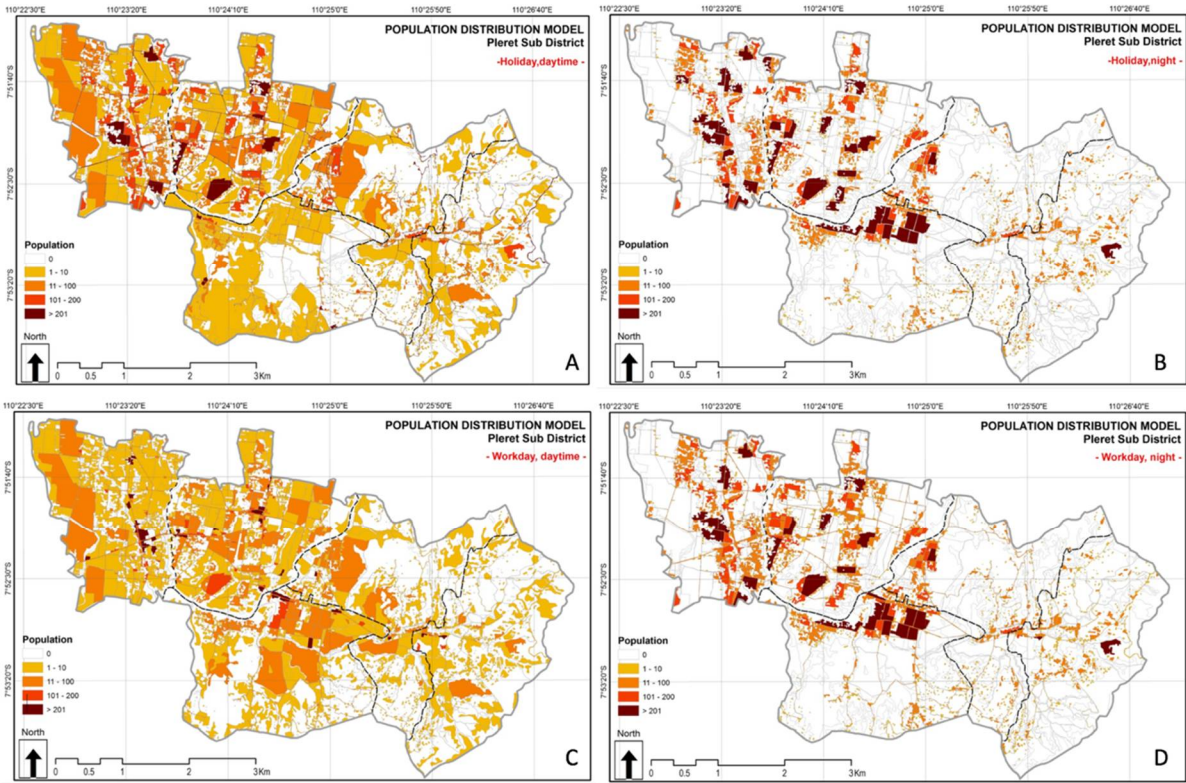 110°22'30"E 110°23'20"E 110°24'10"E 110°25'0"E 110°25'50"E 110°26'40"E
POPULATION DISTRIBUTION MODEL
Pleret Sub District
-Holiday,daytime -
7°51'40"S
7°52'30"S
7°53'20"S
Population
0
1 - 10
11 - 100
101 - 200
> 201
North
0 0.5 1 2 3Km
A
110°22'30"E 110°23'20"E 110°24'10"E 110°25'0"E 110°25'50"E 110°26'40"E
POPULATION DISTRIBUTION MODEL
Pleret Sub District
-Holiday,night -
7°51'40"S
7°52'30"S
7°53'20"S
Population
0
1 - 10
11 - 100
101 - 200
> 201
North
0 0.5 1 2 3Km
B
110°22'30"E 110°23'20"E 110°24'10"E 110°25'0"E 110°25'50"E 110°26'40"E
POPULATION DISTRIBUTION MODEL
Pleret Sub District
- Workday, daytime -
7°51'40"S
7°52'30"S
7°53'20"S
Population
0
1 - 10
11 - 100
101 - 200
> 201
North
0 0.5 1 2 3Km
C
110°22'30"E 110°23'20"E 110°24'10"E 110°25'0"E 110°25'50"E 110°26'40"E
POPULATION DISTRIBUTION MODEL
Pleret Sub District
- Workday, night -
7°51'40"S
7°52'30"S
7°53'20"S
Population
0
1 - 10
11 - 100
101 - 200
> 201
North
0 0.5 1 2 3Km
D